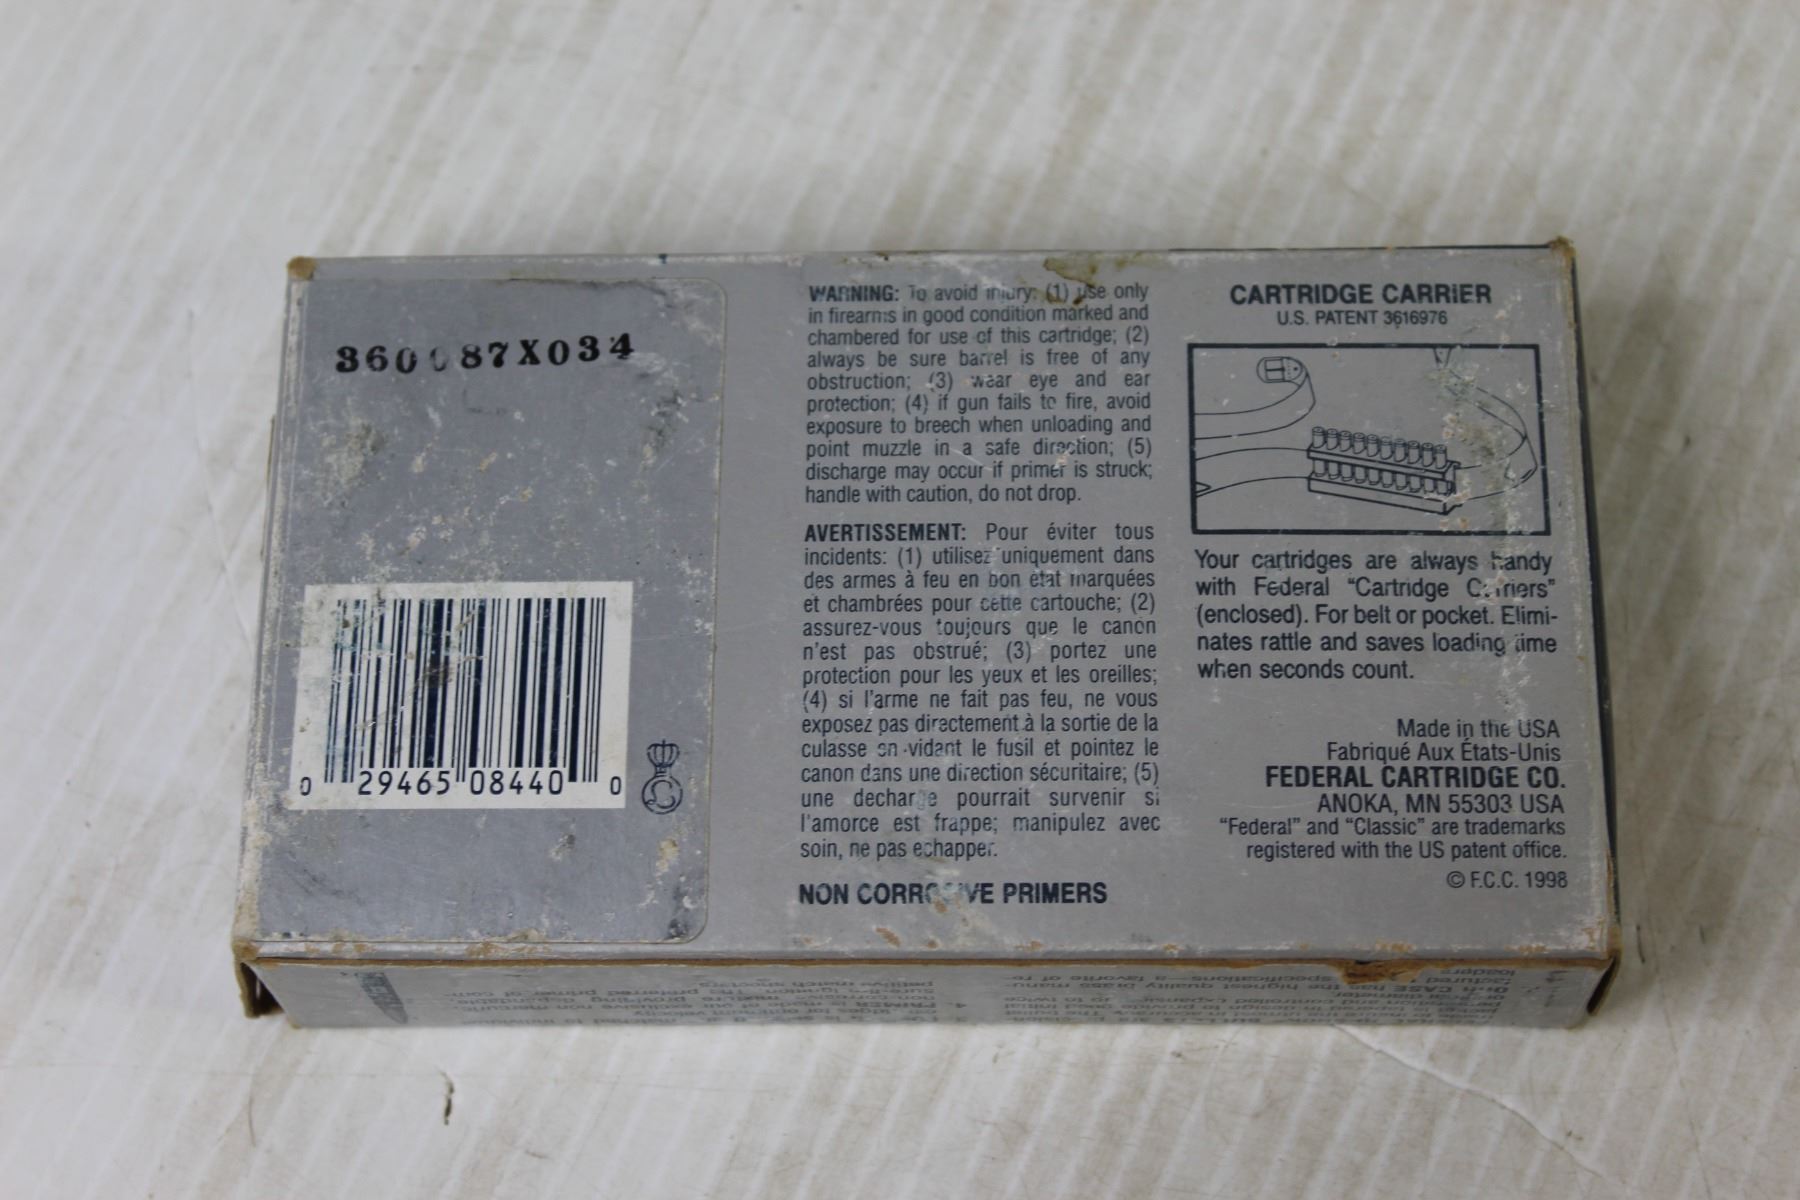 360087X034
0 29465 08440 0
WARNING: To avoid injury: (1) use only
in firearms in good condition marked and
chambered for use of this cartridge; (2)
always be sure barrel is free of any
obstruction; (3) wear eye and ear
protection; (4) if gun fails to fire, avoid
exposure to breech when unloading and
point muzzle in a safe direction; (5)
discharge may occur if primer is struck;
handle with caution, do not drop.
AVERTISSEMENT: Pour éviter tous
incidents: (1) utilisez uniquement dans
des armes à feu en bon état marquées
et chambrées pour cette cartouche; (2)
assurez-vous toujours que le canon
n'est pas obstrué; (3) portez une
protection pour les yeux et les oreilles;
(4) si l'arme ne fait pas feu, ne vous
exposez pas directement à la sortie de la
culasse en vidant le fusil et pointez le
canon dans une direction sécuritaire; (5)
une decharge pourrait survenir si
l'amorce est frappe; manipulez avec
soin, ne pas echapper.
NON CORROSIVE PRIMERS
CARTRIDGE CARRIER
U.S. PATENT 3616976
Your cartridges are always handy
with Federal “Cartridge Carriers”
(enclosed). For belt or pocket. Elimi-
nates rattle and saves loading time
when seconds count.
Made in the USA
Fabriqué Aux États-Unis
FEDERAL CARTRIDGE CO.
ANOKA, MN 55303 USA
“Federal” and “Classic” are trademarks
registered with the US patent office.
© F.C.C. 1998